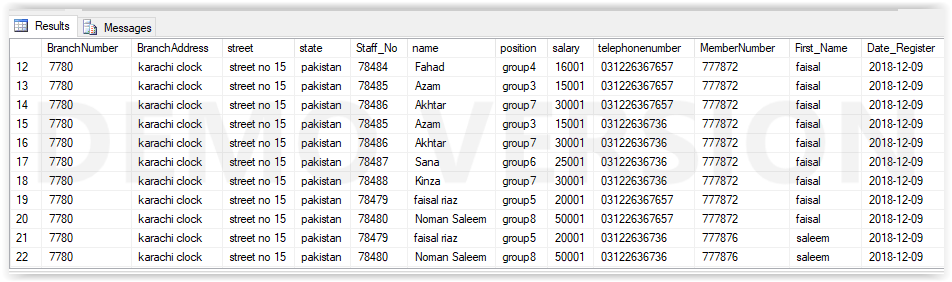 Results Messages
BranchNumber BranchAddress street state Staff_No name position salary telephonenumber MemberNumber First_Name Date_Register
12 7780 karachi clock street no 15 pakistan 78484 Fahad group4 16001 031226367657 777872 faisal 2018-12-09
13 7780 karachi clock street no 15 pakistan 78485 Azam group3 15001 031226367657 777872 faisal 2018-12-09
14 7780 karachi clock street no 15 pakistan 78486 Akhtar group7 30001 031226367657 777872 faisal 2018-12-09
15 7780 karachi clock street no 15 pakistan 78485 Azam group3 15001 03122636736 777872 faisal 2018-12-09
16 7780 karachi clock street no 15 pakistan 78486 Akhtar group7 30001 03122636736 777872 faisal 2018-12-09
17 7780 karachi clock street no 15 pakistan 78487 Sana group6 25001 03122636736 777872 faisal 2018-12-09
18 7780 karachi clock street no 15 pakistan 78488 Kinza group7 30001 03122636736 777872 faisal 2018-12-09
19 7780 karachi clock street no 15 pakistan 78479 faisal riaz group5 20001 031226367657 777872 faisal 2018-12-09
20 7780 karachi clock street no 15 pakistan 78480 Noman Saleem group8 50001 031226367657 777872 faisal 2018-12-09
21 7780 karachi clock street no 15 pakistan 78479 faisal riaz group5 20001 03122636736 777876 saleem 2018-12-09
22 7780 karachi clock street no 15 pakistan 78480 Noman Saleem group8 50001 03122636736 777876 saleem 2018-12-09
DEMO VERSION